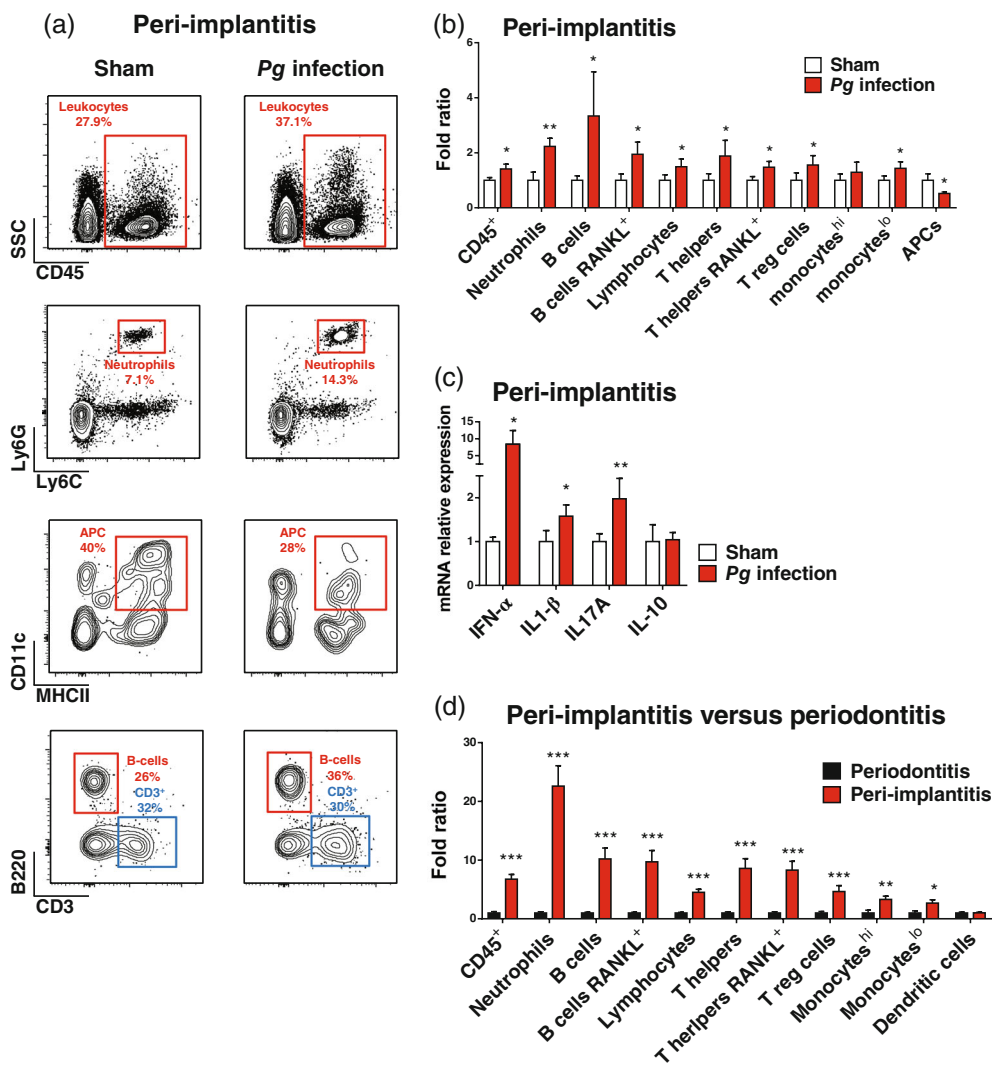 (a)
Peri-implantitis
Sham
Pg infection
Leukocytes
27.9%
Leukocytes
37.1%
SSC
CD45
Neutrophils
7.1%
Neutrophils
14.3%
Ly6G
Ly6C
APC
40%
APC
28%
CD11c
MHCII
B-cells
26%
CD3+
32%
B-cells
36%
CD3+
30%
B220
CD3
(b)
Peri-implantitis
Sham
Pg infection
Fold ratio
6
4
2
0
* ** * * * * * * * *
CD45+
Neutrophils
B cells
B cells RANKL+
Lymphocytes
T helpers
T helpers RANKL+
T reg cells
monocytes hi
monocytes lo
APCs
(c)
Peri-implantitis
mRNA relative expression
15
10
5
2
1
0
* * **
Sham
Pg infection
IFN-α
IL1-β
IL17A
IL-10
(d)
Peri-implantitis versus periodontitis
Periodontitis
Peri-implantitis
Fold ratio
30
20
10
0
*** *** *** *** *** *** *** *** ** *
CD45+
Neutrophils
B cells
B cells RANKL+
Lymphocytes
T helpers
T herlpers RANKL+
T reg cells
Monocytes hi
Monocytes lo
Dendritic cells